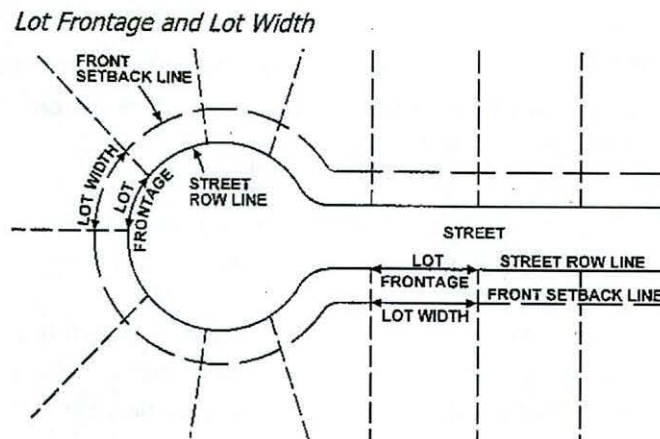 Lot Frontage and Lot Width
FRONT
SETBACK LINE
LOT WIDTH
LOT
FRONTAGE
STREET
ROW LINE
STREET
LOT
FRONTAGE
STREET ROW LINE
FRONT SETBACK LINE
LOT WIDTH